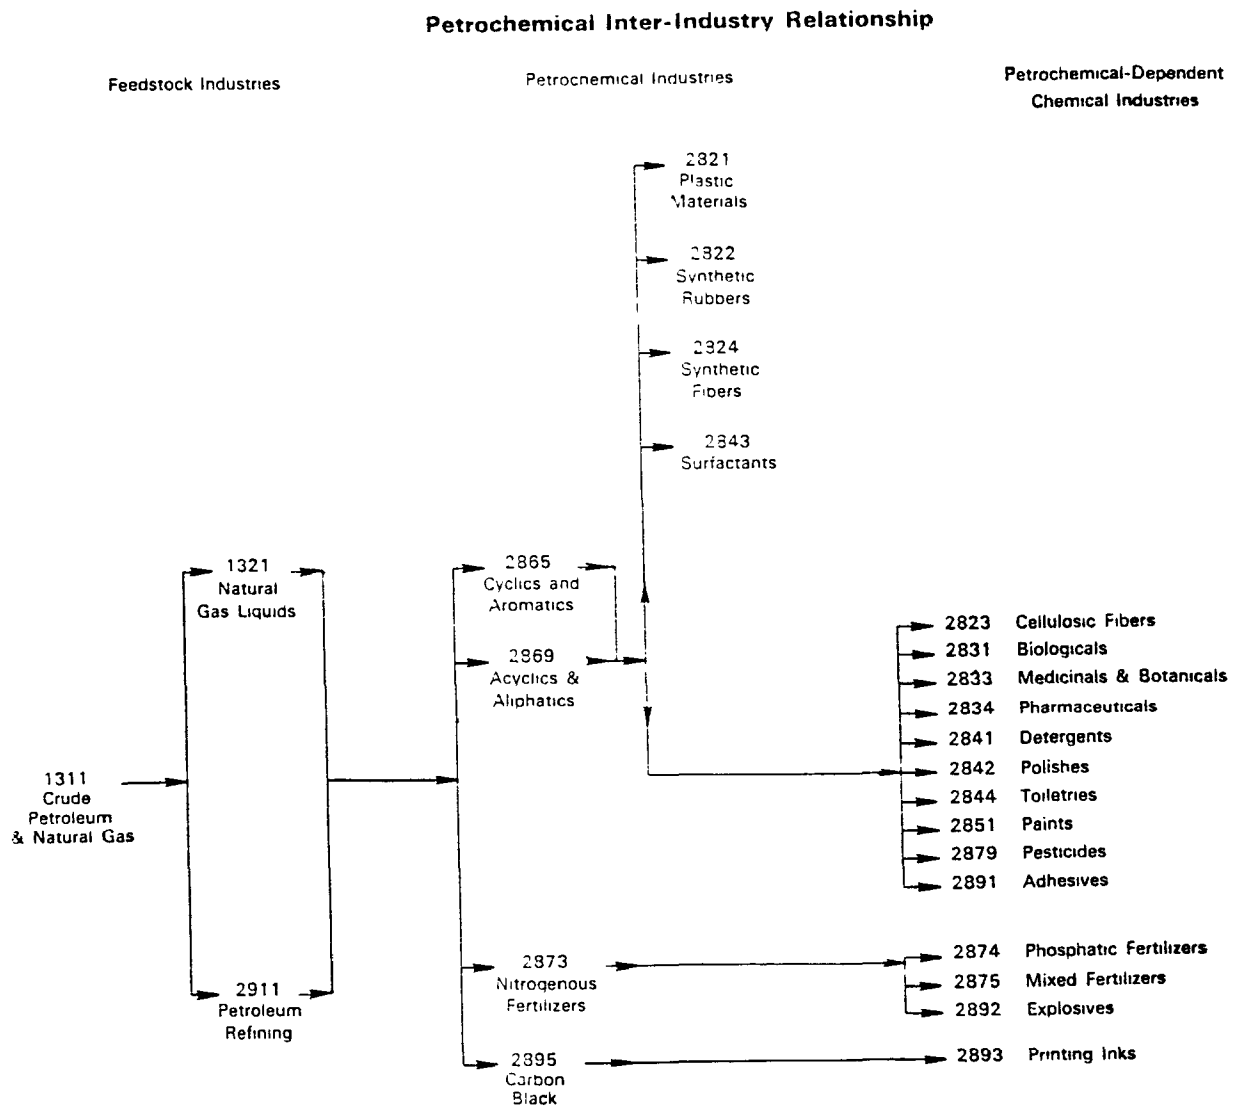 Petrochemical Inter-Industry Relationship
Feedstock Industries
Petrochemical Industries
Petrochemical-Dependent
Chemical Industries
2821
Plastic
Materials
2822
Synthetic
Rubbers
2824
Synthetic
Fibers
2843
Surfactants
1321
Natural
Gas Liquids
2865
Cyclics and
Aromatics
2869
Acyclics &
Aliphatics
2823 Cellulosic Fibers
2831 Biologicals
2833 Medicinals & Botanicals
2834 Pharmaceuticals
2841 Detergents
2842 Polishes
2844 Toiletries
2851 Paints
2879 Pesticides
2891 Adhesives
1311
Crude
Petroleum
& Natural Gas
2911
Petroleum
Refining
2873
Nitrogenous
Fertilizers
2874 Phosphatic Fertilizers
2875 Mixed Fertilizers
2892 Explosives
2895
Carbon
Black
2893 Printing Inks